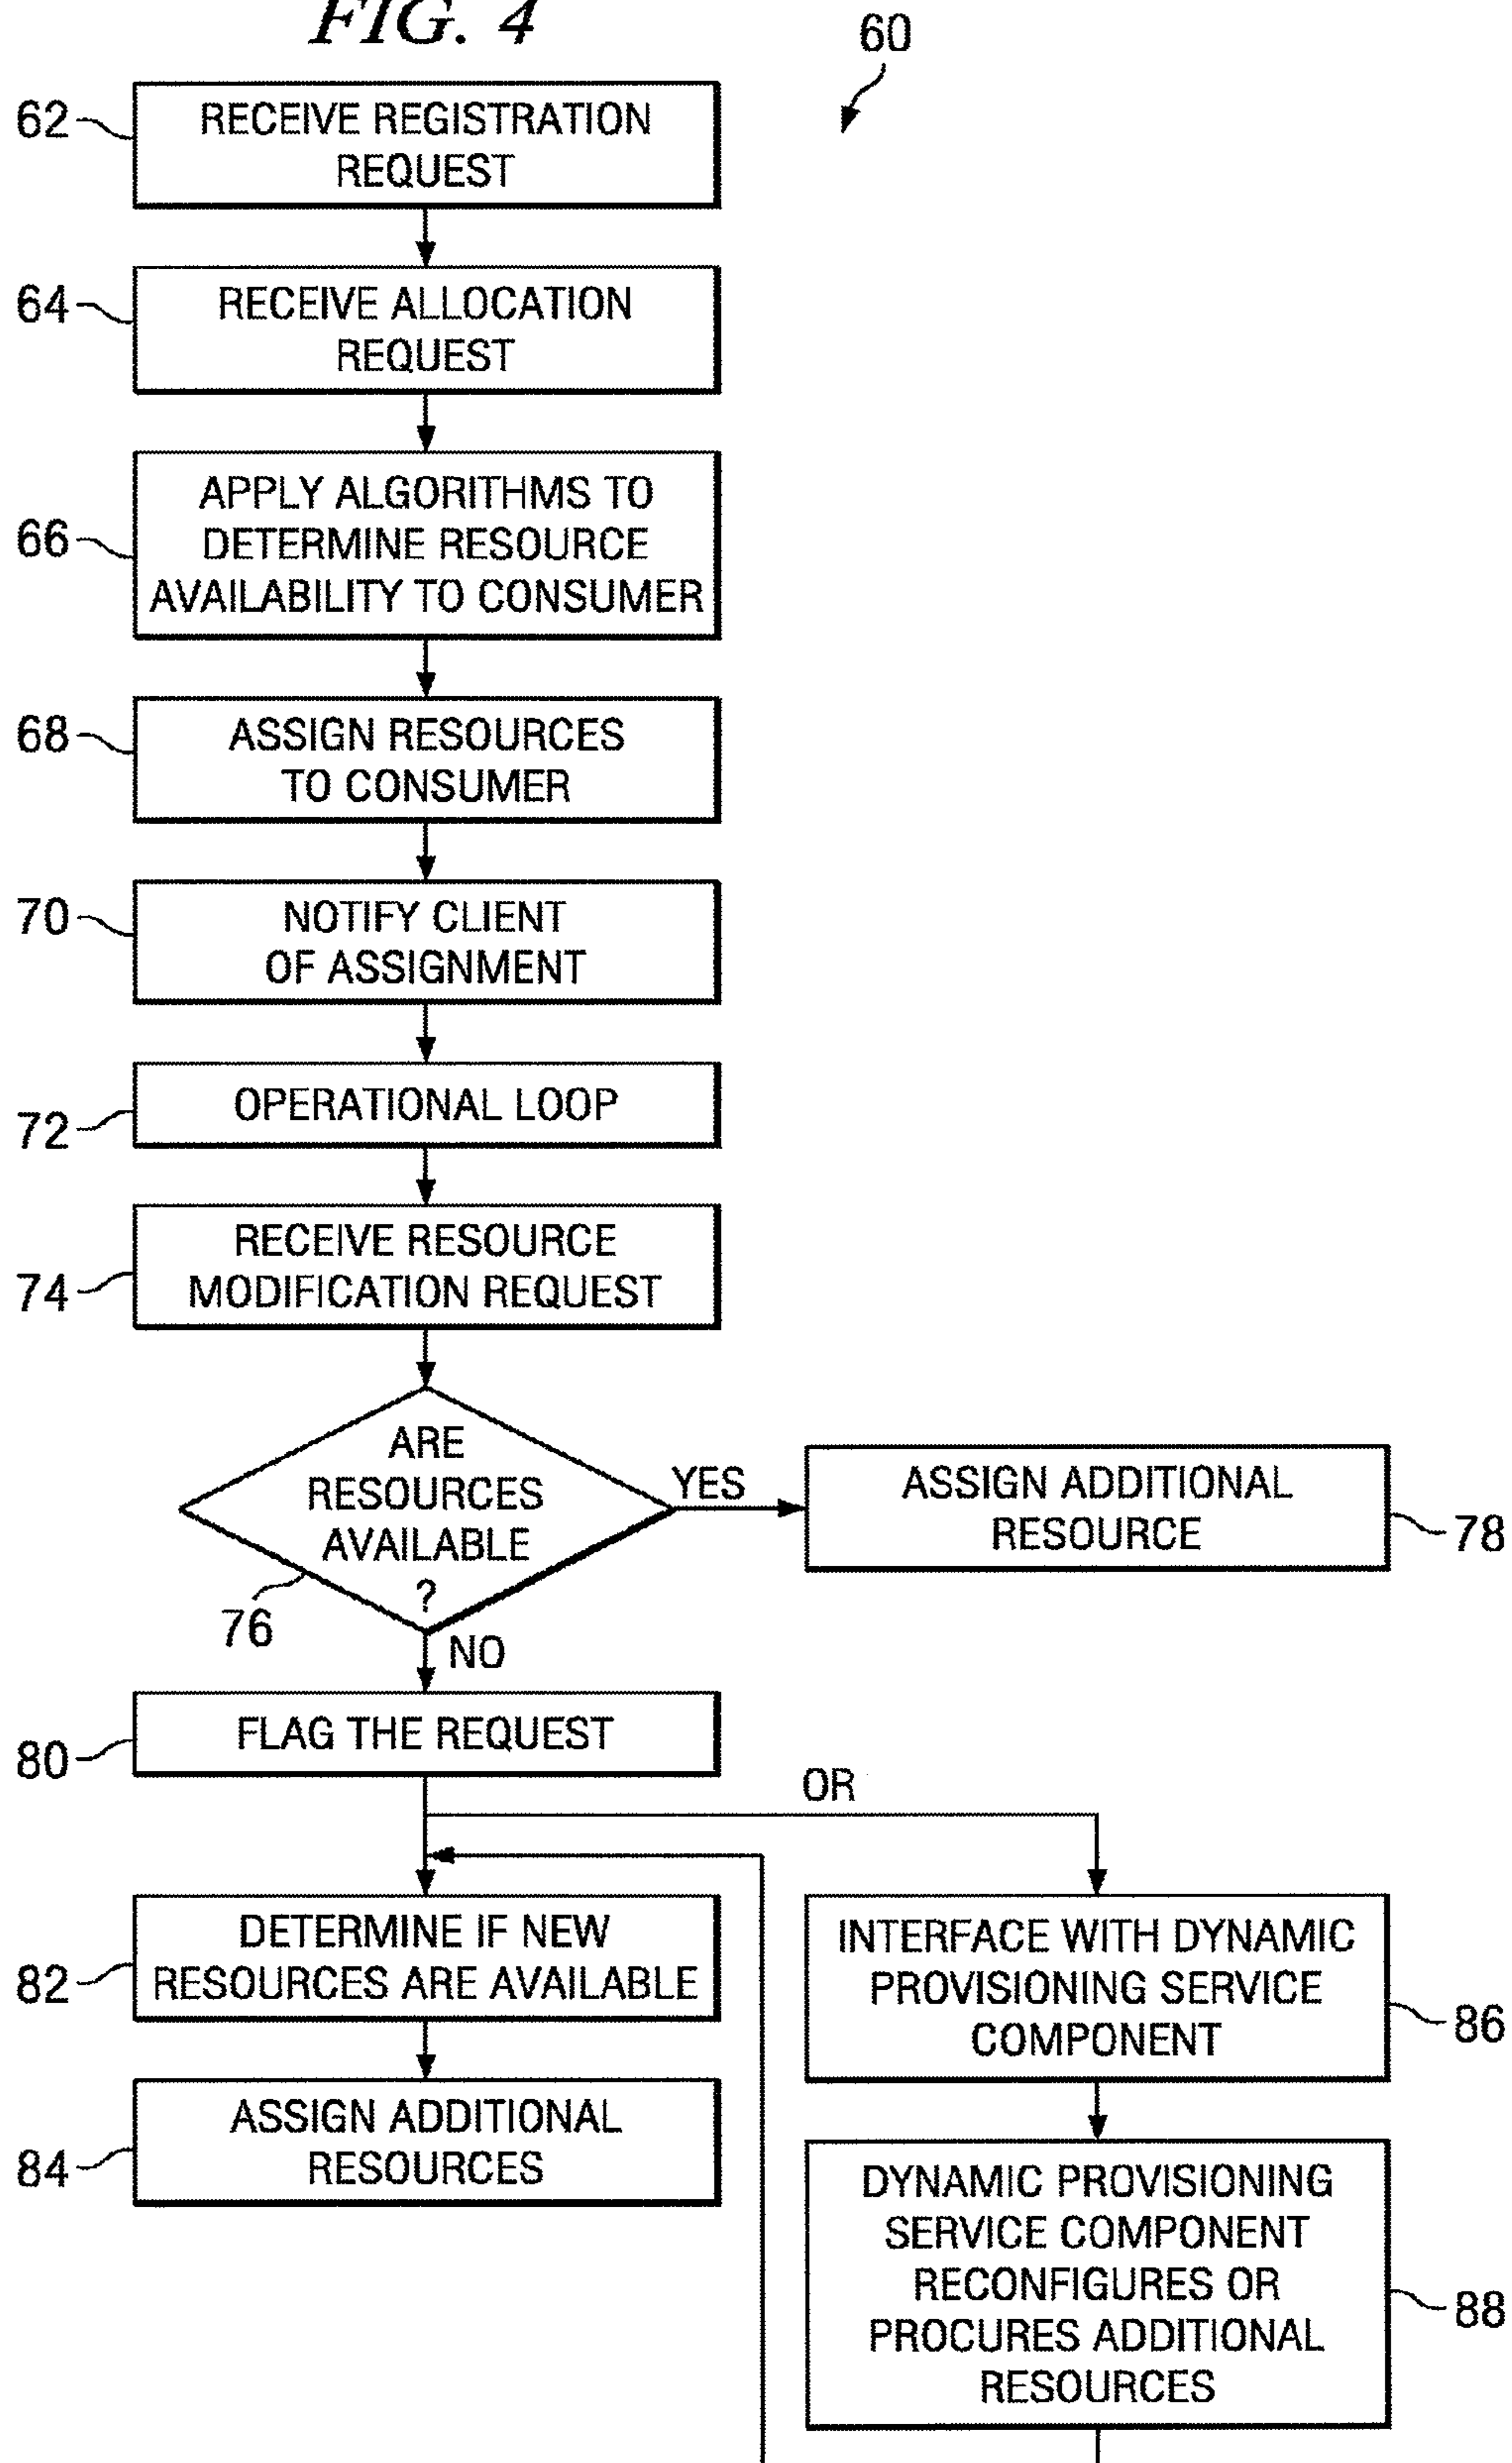 FIG. 4
60
62
RECEIVE REGISTRATION
REQUEST
64
RECEIVE ALLOCATION
REQUEST
66
APPLY ALGORITHMS TO
DETERMINE RESOURCE
AVAILABILITY TO CONSUMER
68
ASSIGN RESOURCES
TO CONSUMER
70
NOTIFY CLIENT
OF ASSIGNMENT
72
OPERATIONAL LOOP
74
RECEIVE RESOURCE
MODIFICATION REQUEST
ARE
RESOURCES
AVAILABLE
?
76
YES
ASSIGN ADDITIONAL
RESOURCE
78
NO
80
FLAG THE REQUEST
OR
82
DETERMINE IF NEW
RESOURCES ARE AVAILABLE
84
ASSIGN ADDITIONAL
RESOURCES
INTERFACE WITH DYNAMIC
PROVISIONING SERVICE
COMPONENT
86
DYNAMIC PROVISIONING
SERVICE COMPONENT
RECONFIGURES OR
PROCURES ADDITIONAL
RESOURCES
88